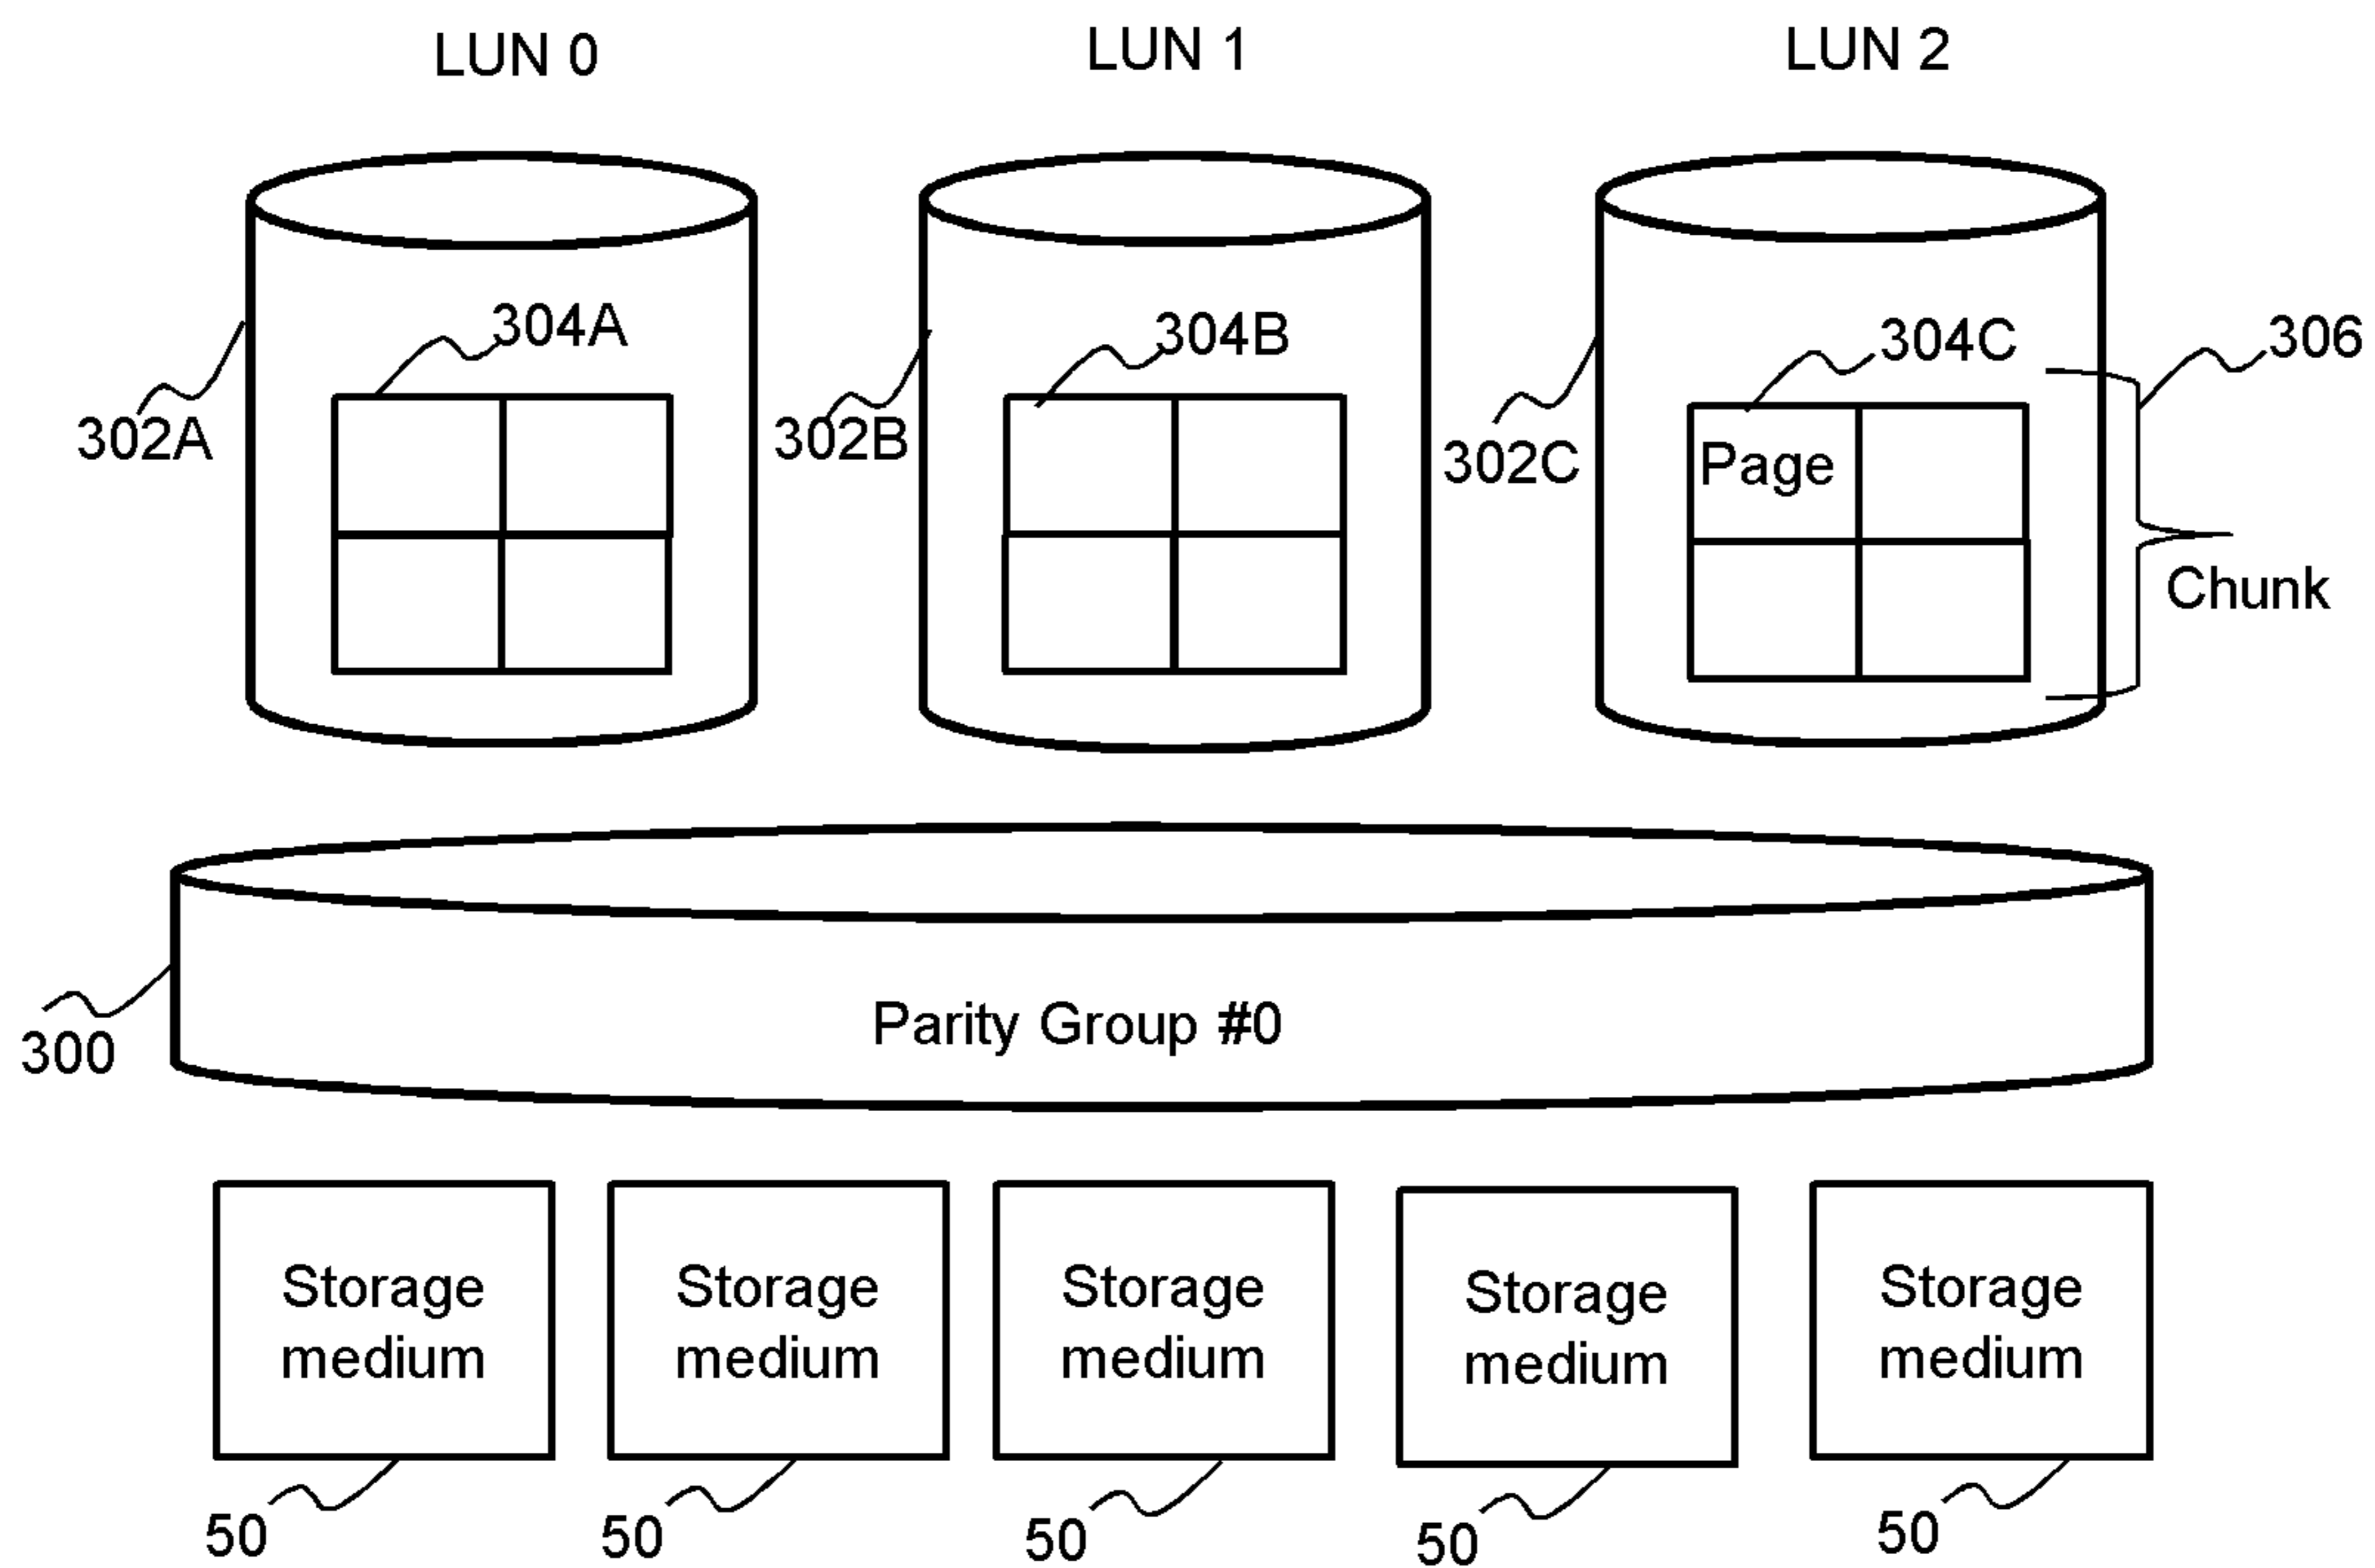 LUN 0
LUN 1
LUN 2
304A
304B
304C
306
302A
302B
302C
Page
Chunk
300
Parity Group #0
Storage
medium
Storage
medium
Storage
medium
Storage
medium
Storage
medium
50
50
50
50
50